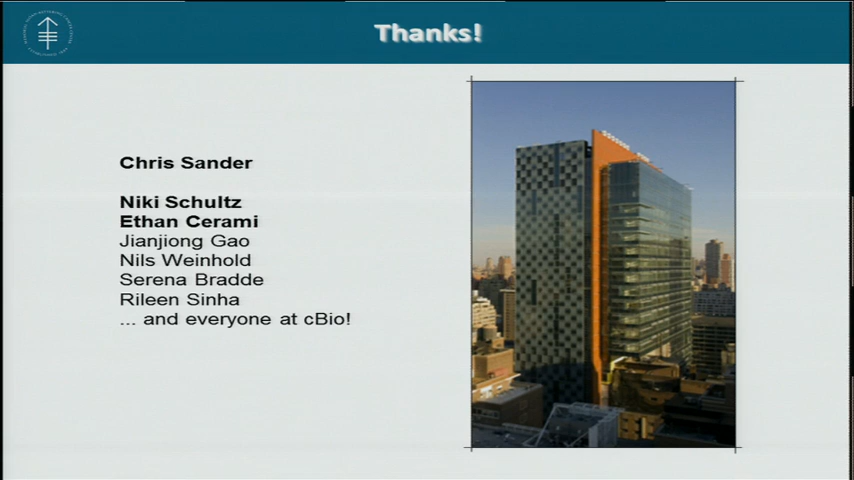 Thanks!
Chris Sander
Niki Schultz
Ethan Cerami
Jianjiong Gao
Nils Weinhold
Serena Bradde
Rileen Sinha
... and everyone at cBio!